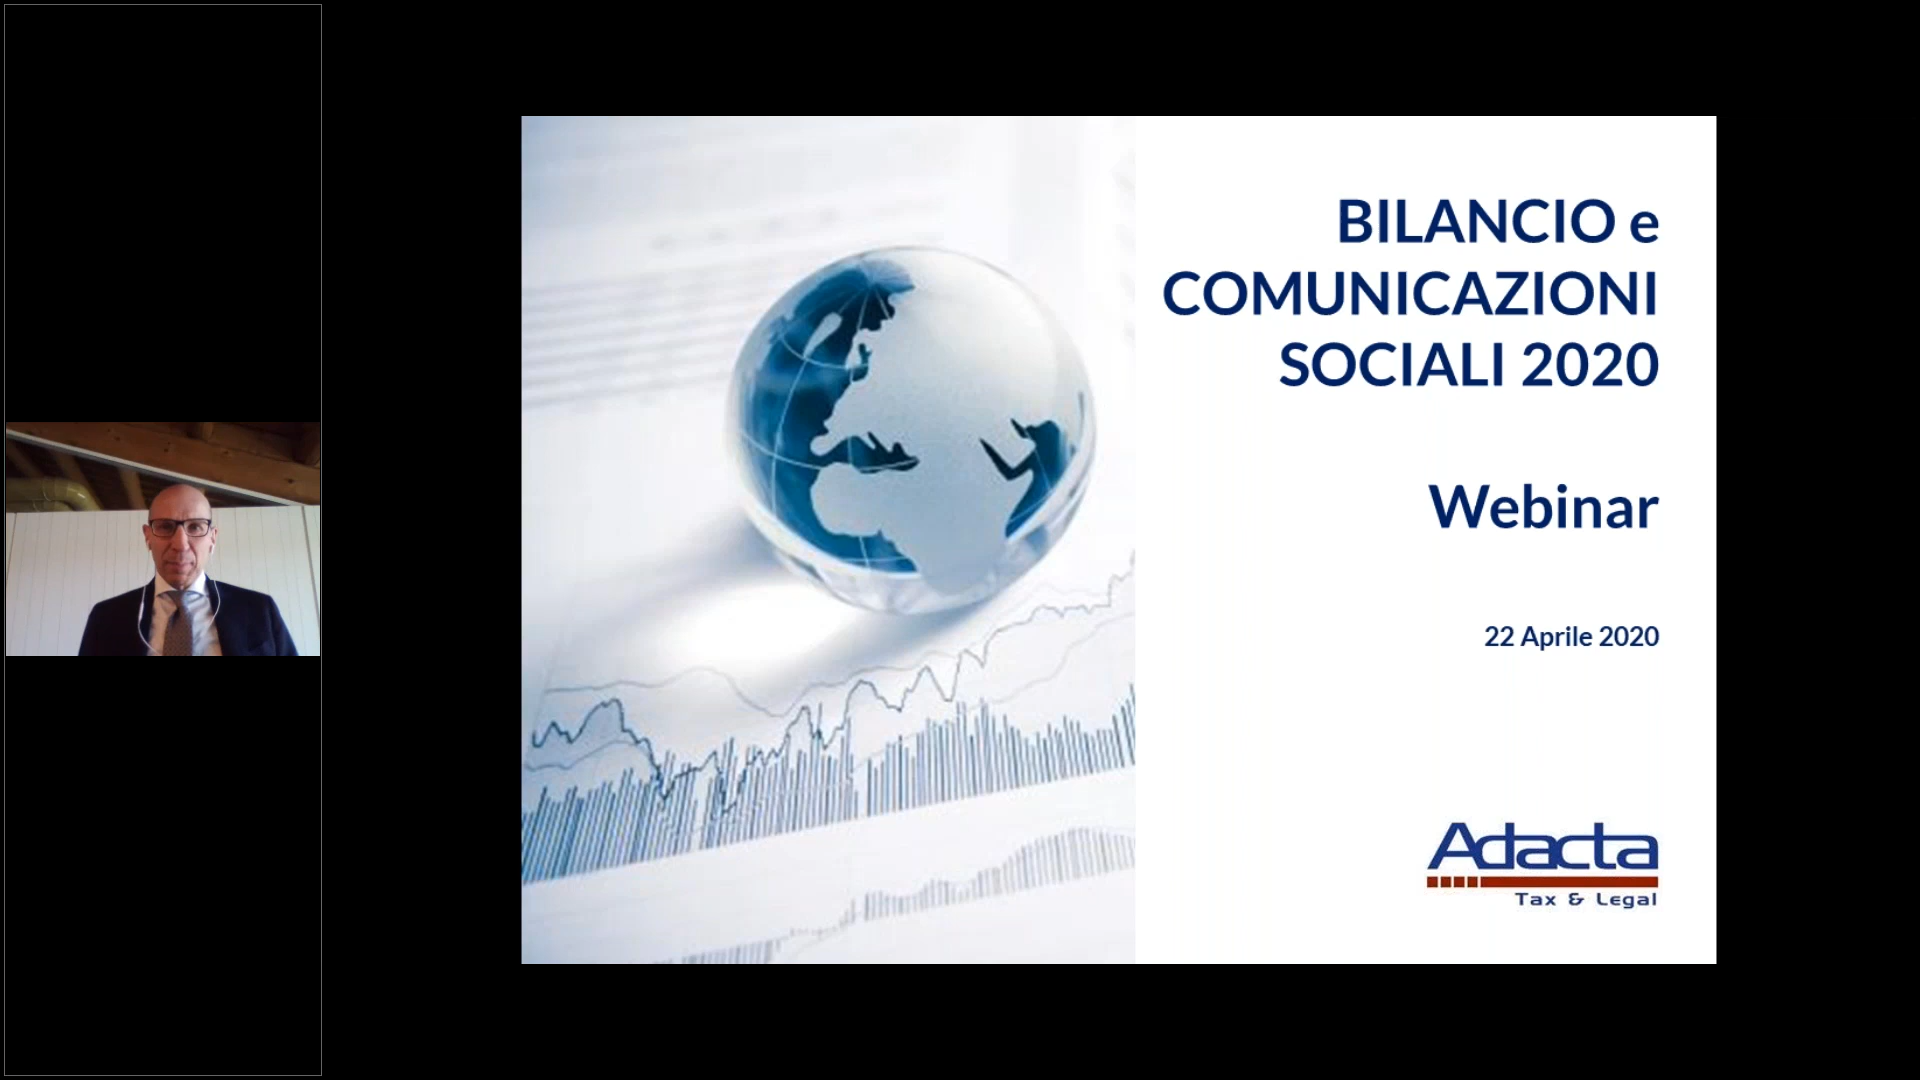 BILANCIO e
COMUNICAZIONI
SOCIALI 2020
Webinar
22 Aprile 2020
Adacta
Tax & Legal